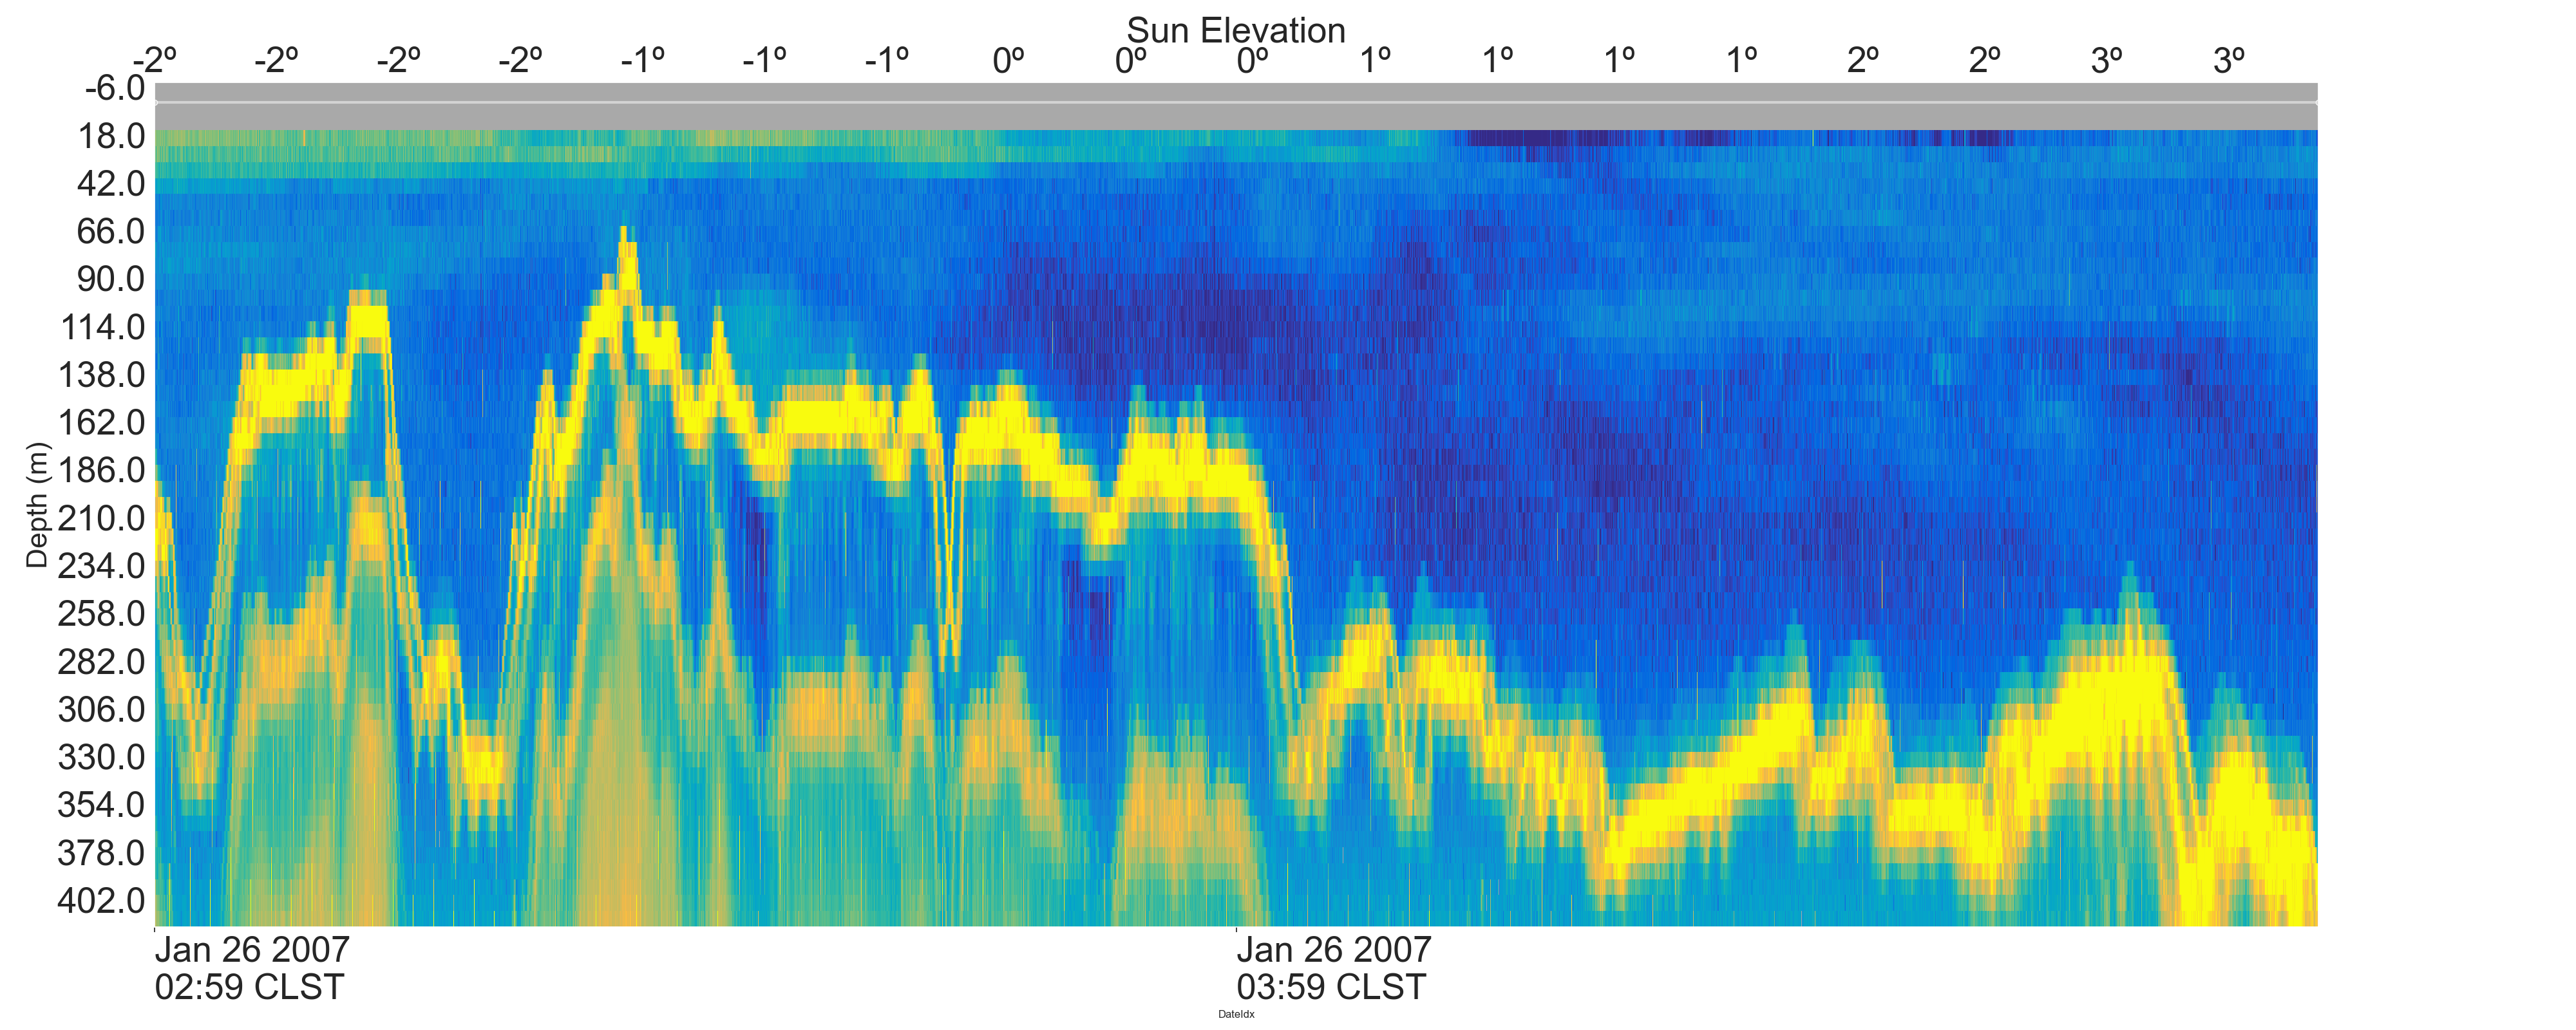 Sun Elevation
-2º -2º -2º -2º -1º -1º -1º 0º 0º 0º 1º 1º 1º 1º 2º 2º 3º 3º
-6.0
18.0
42.0
66.0
90.0
114.0
138.0
162.0
186.0
210.0
234.0
258.0
282.0
306.0
330.0
354.0
378.0
402.0
Depth (m)
Jan 26 2007
02:59 CLST
Jan 26 2007
03:59 CLST
DateIdx